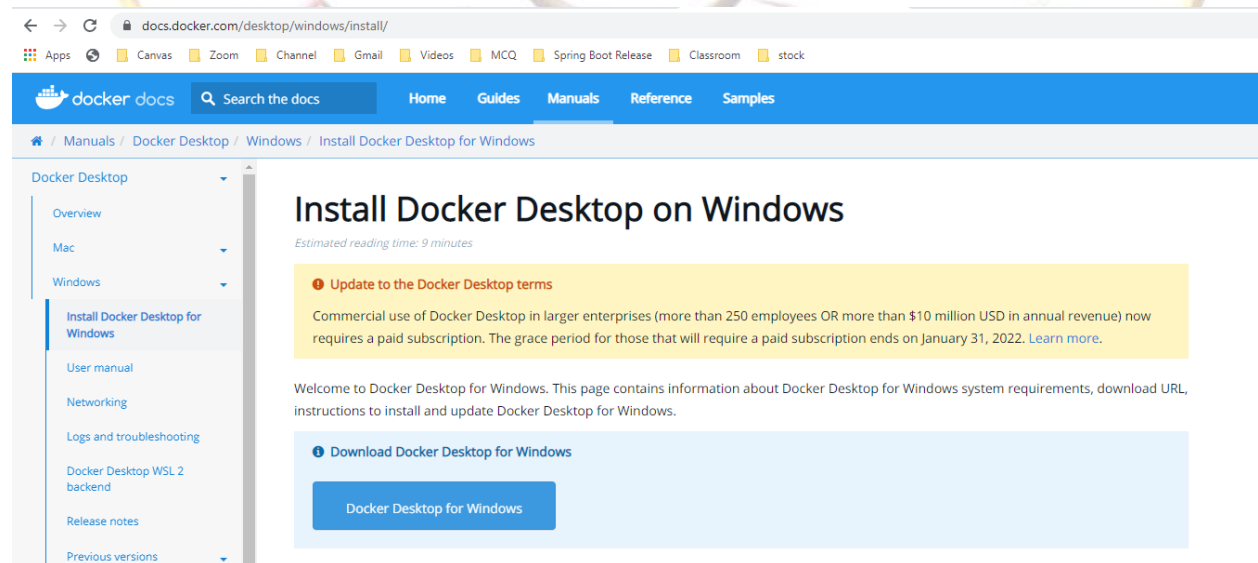 docs.docker.com/desktop/windows/install/
Apps Canvas Zoom Channel Gmail Videos MCQ Spring Boot Release Classroom stock
docker docs Search the docs Home Guides Manuals Reference Samples
/ Manuals / Docker Desktop / Windows / Install Docker Desktop for Windows
Docker Desktop
Overview
Mac
Windows
Install Docker Desktop for
Windows
User manual
Networking
Logs and troubleshooting
Docker Desktop WSL 2
backend
Release notes
Previous versions
Install Docker Desktop on Windows
Estimated reading time: 9 minutes
Update to the Docker Desktop terms
Commercial use of Docker Desktop in larger enterprises (more than 250 employees OR more than $10 million USD in annual revenue) now
requires a paid subscription. The grace period for those that will require a paid subscription ends on January 31, 2022. Learn more.
Welcome to Docker Desktop for Windows. This page contains information about Docker Desktop for Windows system requirements, download URL,
instructions to install and update Docker Desktop for Windows.
Download Docker Desktop for Windows
Docker Desktop for Windows